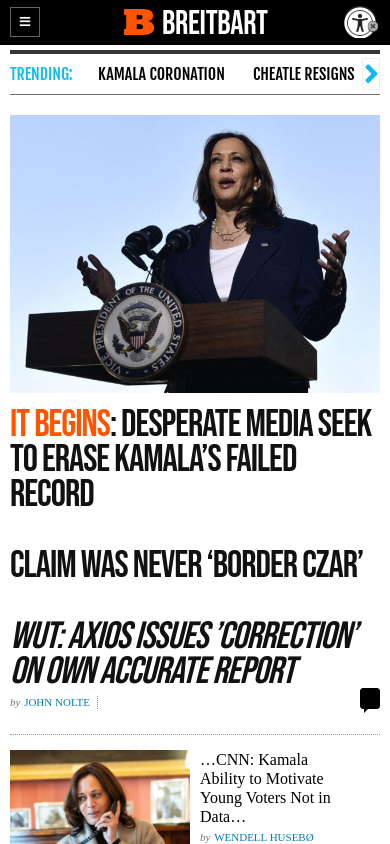 BREITBART
TRENDING: KAMALA CORONATION CHEATLE RESIGNS
IT BEGINS: DESPERATE MEDIA SEEK
TO ERASE KAMALA’S FAILED
RECORD
CLAIM WAS NEVER ‘BORDER CZAR’
WUT: AXIOS ISSUES ’CORRECTION’
ON OWN ACCURATE REPORT
by JOHN NOLTE
…CNN: Kamala
Ability to Motivate
Young Voters Not in
Data…
by WENDELL HUSEBØ